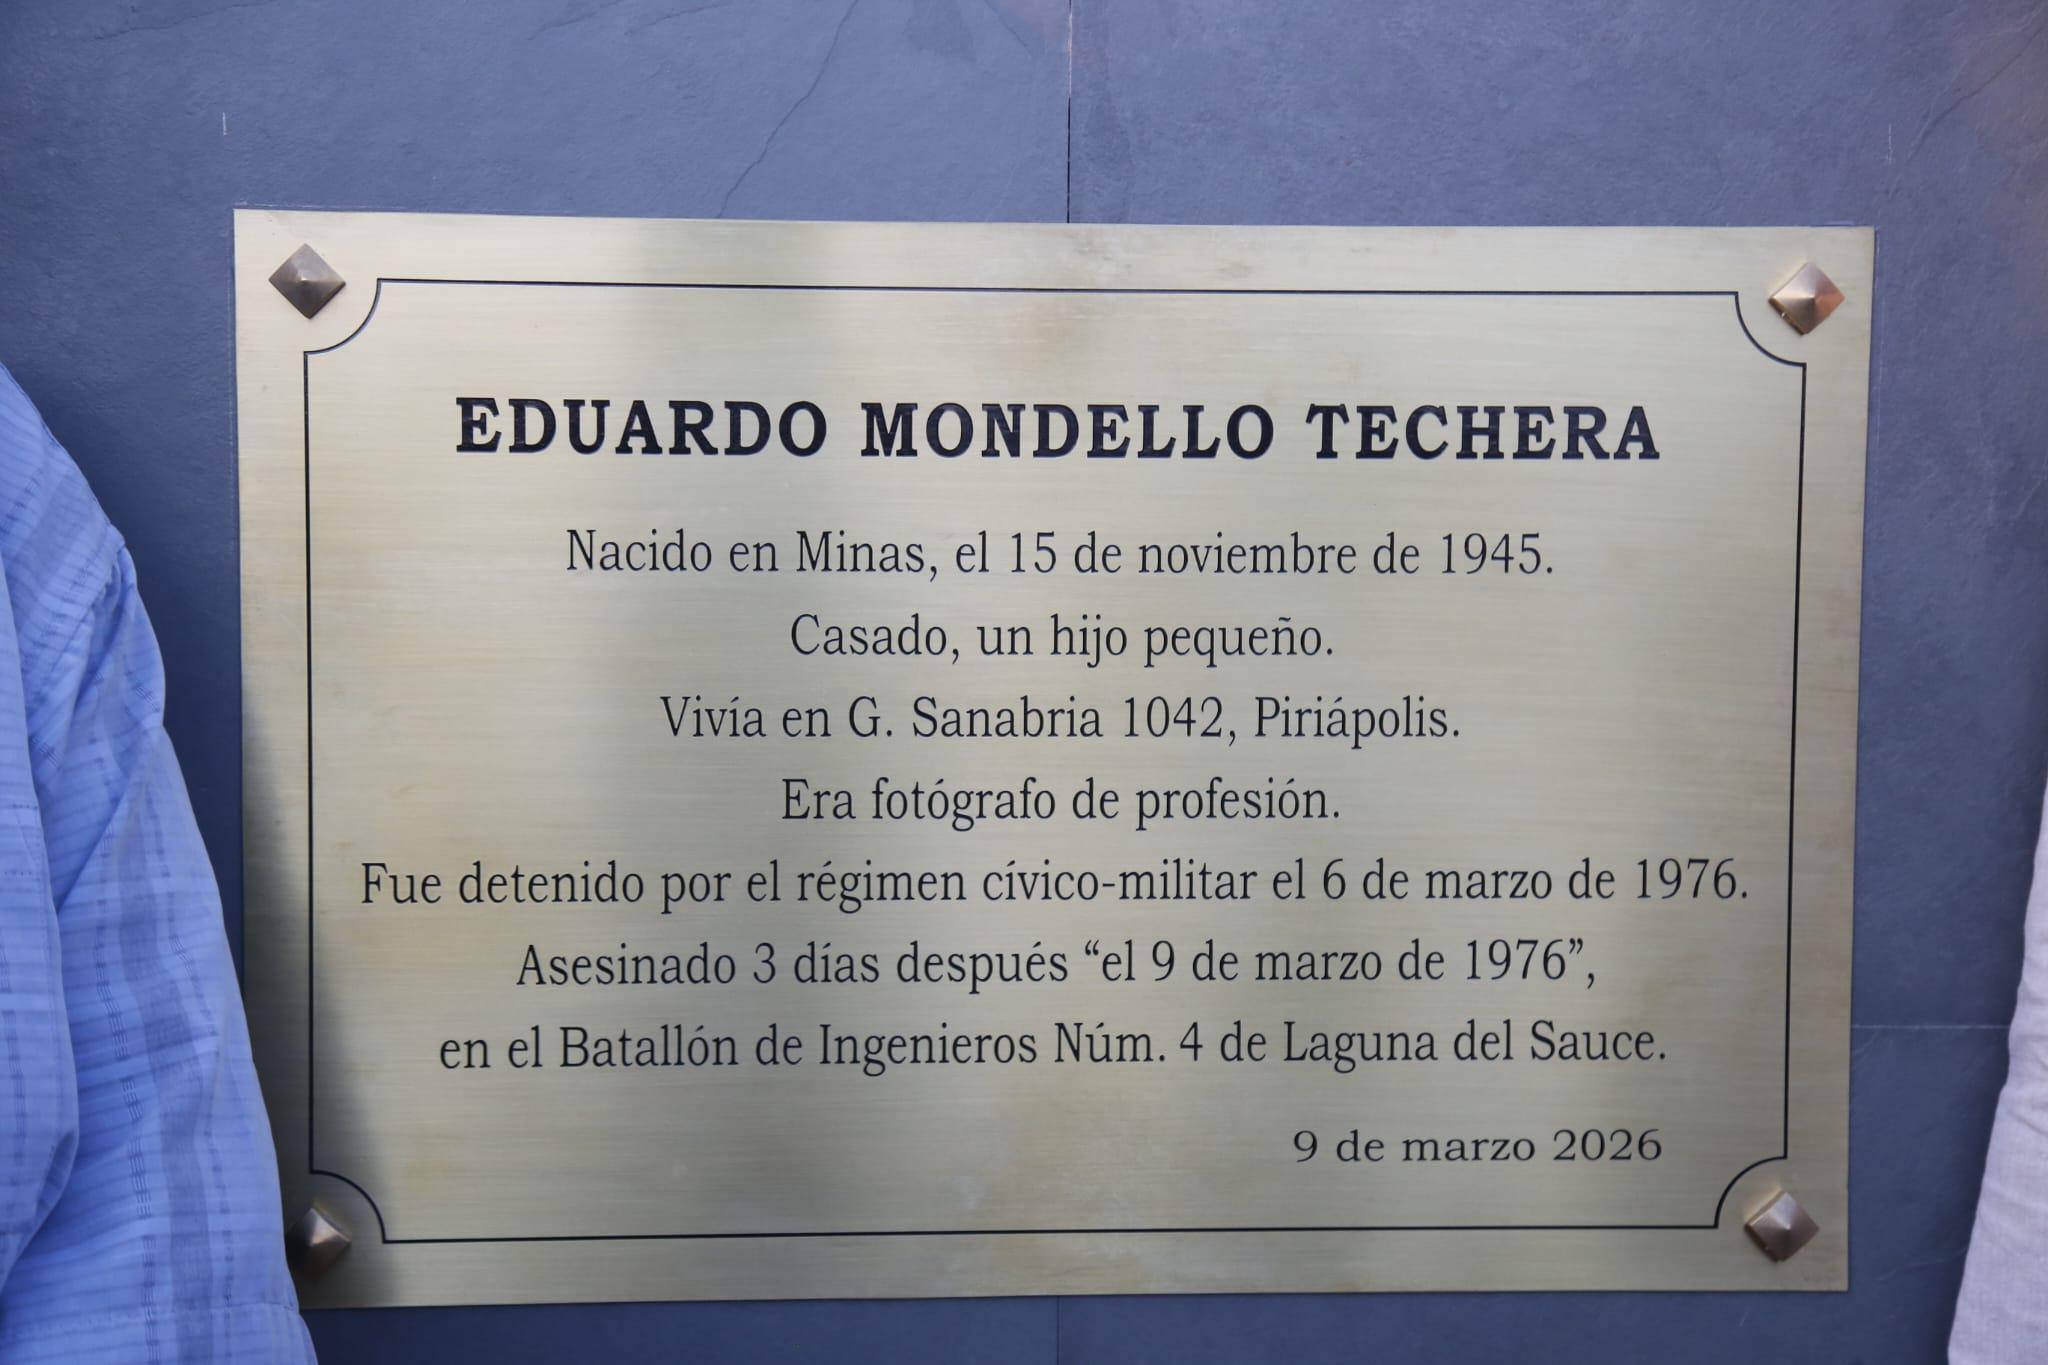 EDUARDO MONDELLO TECHERA
Nacido en Minas, el 15 de noviembre de 1945.
Casado, un hijo pequeño.
Vivía en G. Sanabria 1042, Piriápolis.
Era fotógrafo de profesión.
Fue detenido por el régimen cívico-militar el 6 de marzo de 1976.
Asesinado 3 días después “el 9 de marzo de 1976”,
en el Batallón de Ingenieros Núm. 4 de Laguna del Sauce.
9 de marzo 2026